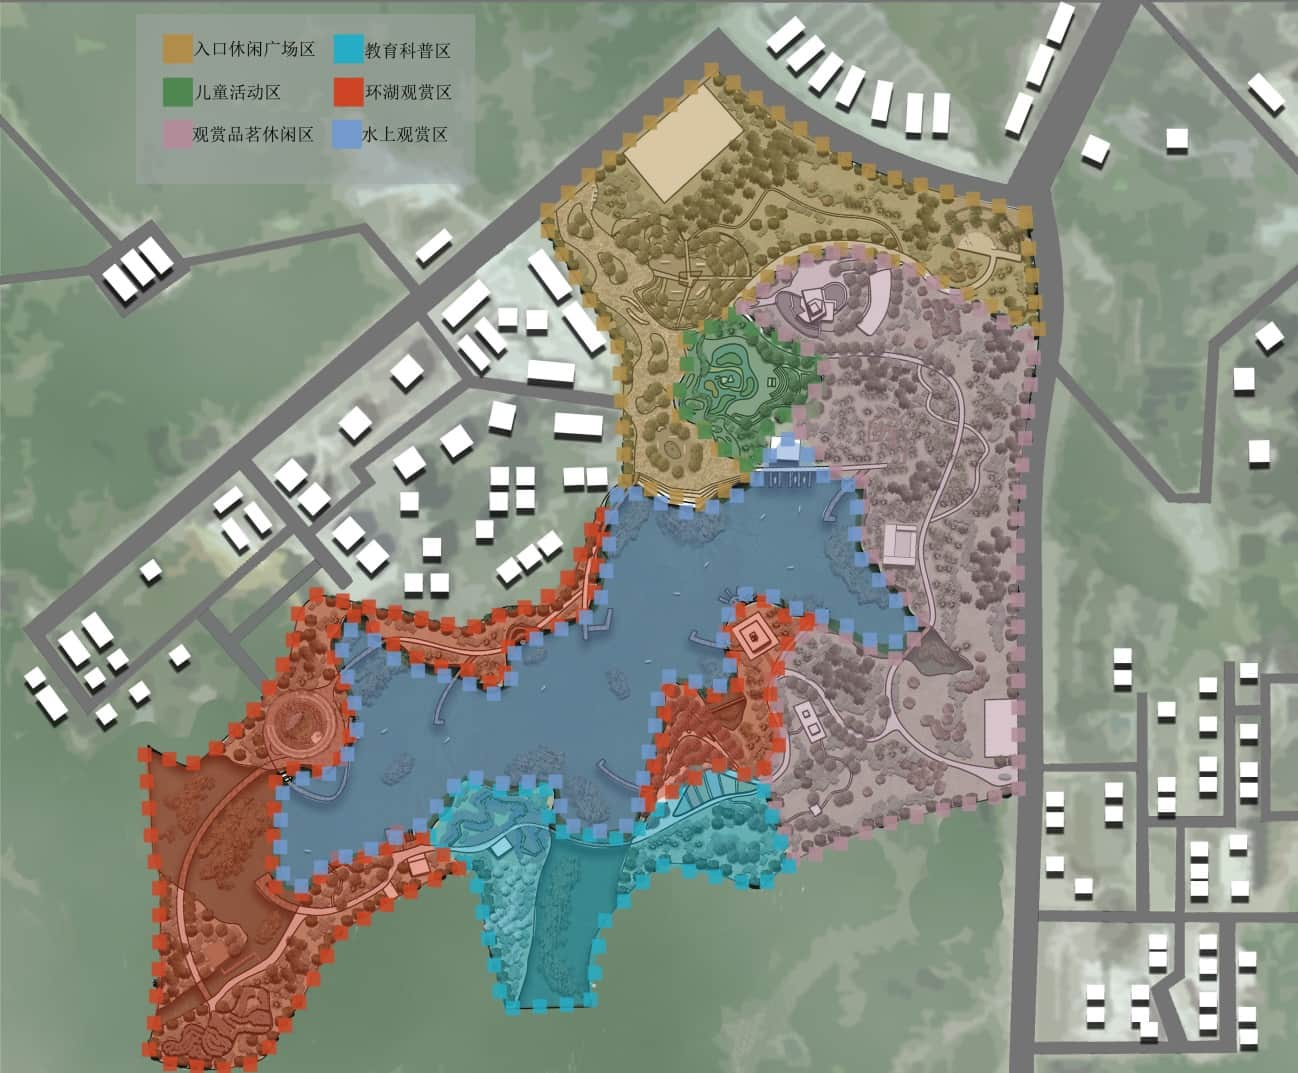 入口休闲广场区
教育科普区
儿童活动区
环湖观赏区
观赏品茗休闲区
水上观赏区